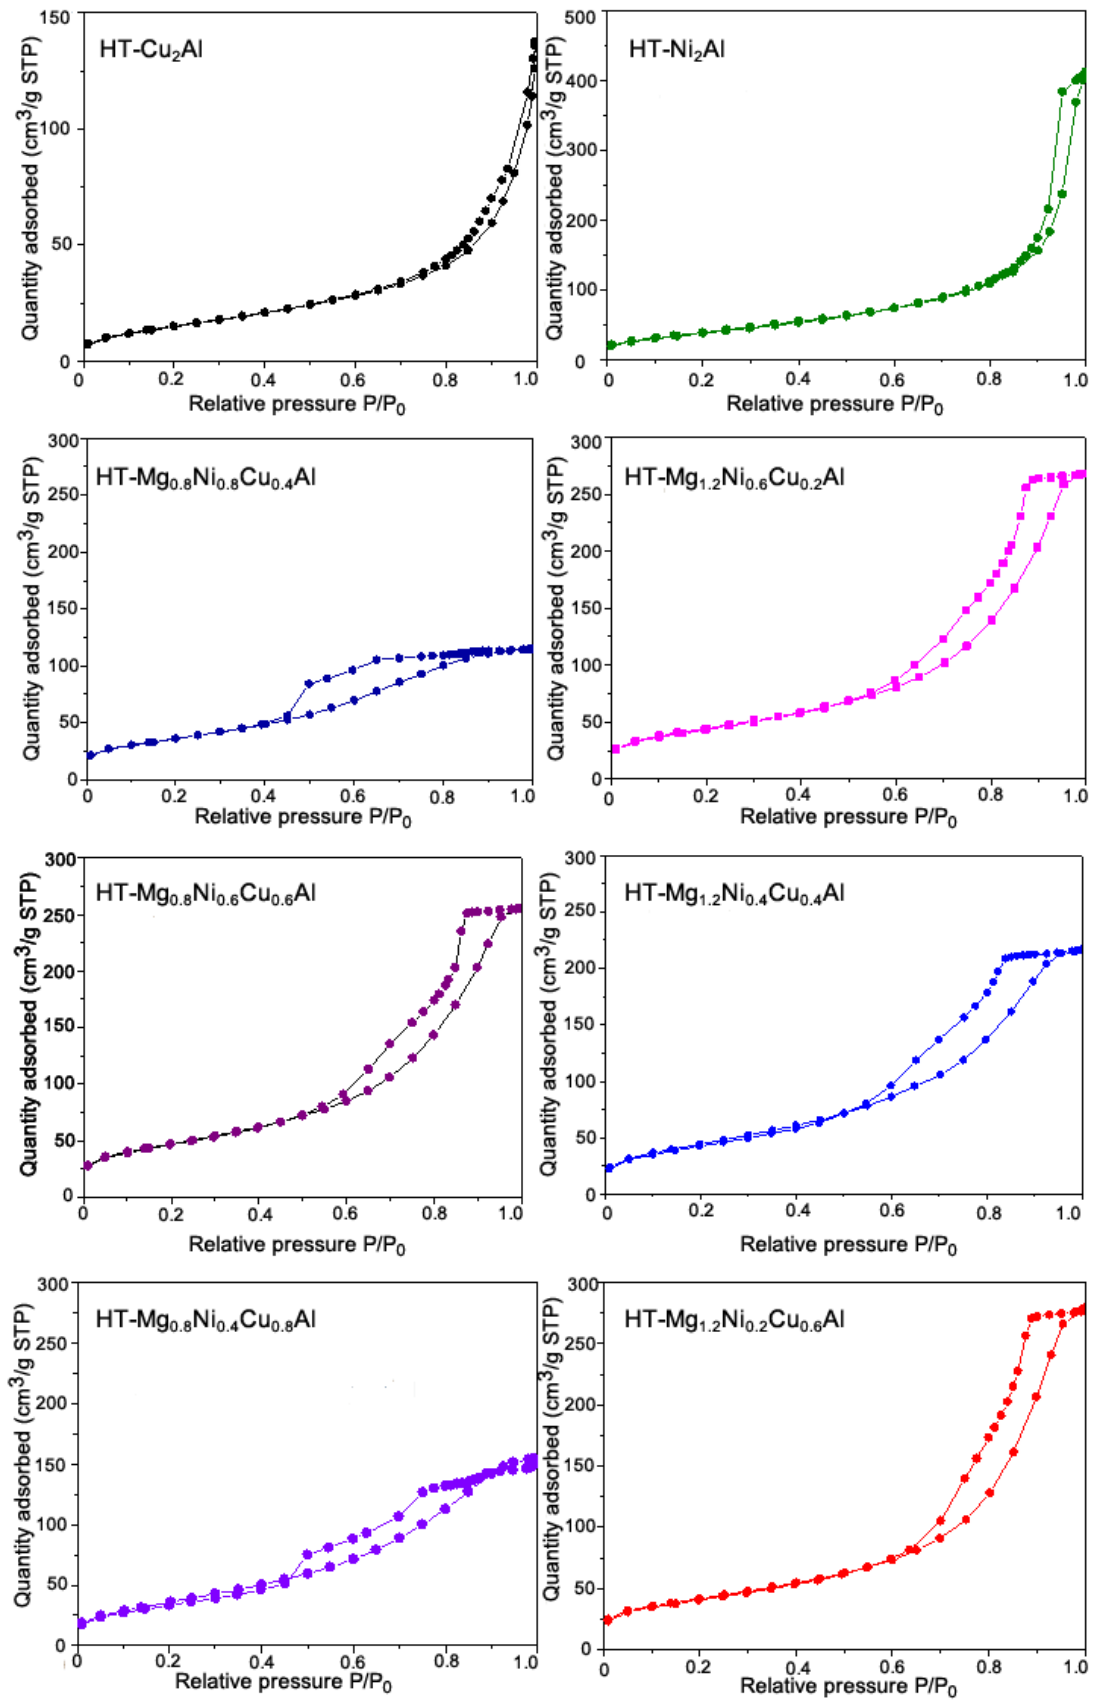 HT-Cu₂Al
Quantity adsorbed (cm³/g STP)
150
100
50
0
0 0.2 0.4 0.6 0.8 1.0
Relative pressure P/P₀
HT-Ni₂Al
Quantity adsorbed (cm³/g STP)
500
400
300
200
100
0
0 0.2 0.4 0.6 0.8 1.0
Relative pressure P/P₀
HT-Mg₀.₈Ni₀.₈Cu₀.₄Al
Quantity adsorbed (cm³/g STP)
300
250
200
150
100
50
0
0 0.2 0.4 0.6 0.8 1.0
Relative pressure P/P₀
HT-Mg₁.₂Ni₀.₆Cu₀.₂Al
Quantity adsorbed (cm³/g STP)
300
250
200
150
100
50
0
0 0.2 0.4 0.6 0.8 1.0
Relative pressure P/P₀
HT-Mg₀.₈Ni₀.₆Cu₀.₆Al
Quantity adsorbed (cm³/g STP)
300
250
200
150
100
50
0
0 0.2 0.4 0.6 0.8 1.0
Relative pressure P/P₀
HT-Mg₁.₂Ni₀.₄Cu₀.₄Al
Quantity adsorbed (cm³/g STP)
300
250
200
150
100
50
0
0 0.2 0.4 0.6 0.8 1.0
Relative pressure P/P₀
HT-Mg₀.₈Ni₀.₄Cu₀.₈Al
Quantity adsorbed (cm³/g STP)
300
250
200
150
100
50
0
0 0.2 0.4 0.6 0.8 1.0
Relative pressure P/P₀
HT-Mg₁.₂Ni₀.₂Cu₀.₆Al
Quantity adsorbed (cm³/g STP)
300
250
200
150
100
50
0
0 0.2 0.4 0.6 0.8 1.0
Relative pressure P/P₀